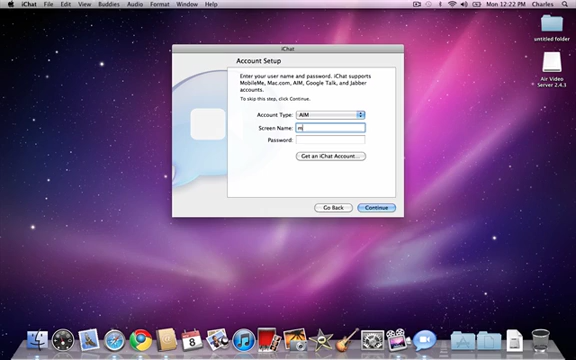 iChat File Edit View Buddies Audio Format Window Help Mon 12:22 PM Charles
iChat
untitled folder
Air Video
Server 2.4.3
Account Setup
Enter your user name and password. iChat supports
MobileMe, Mac.com, AIM, Google Talk, and Jabber
accounts.
To skip this step, click Continue.
Account Type: AIM
Screen Name: m
Password:
Get an iChat Account...
Go Back Continue
8